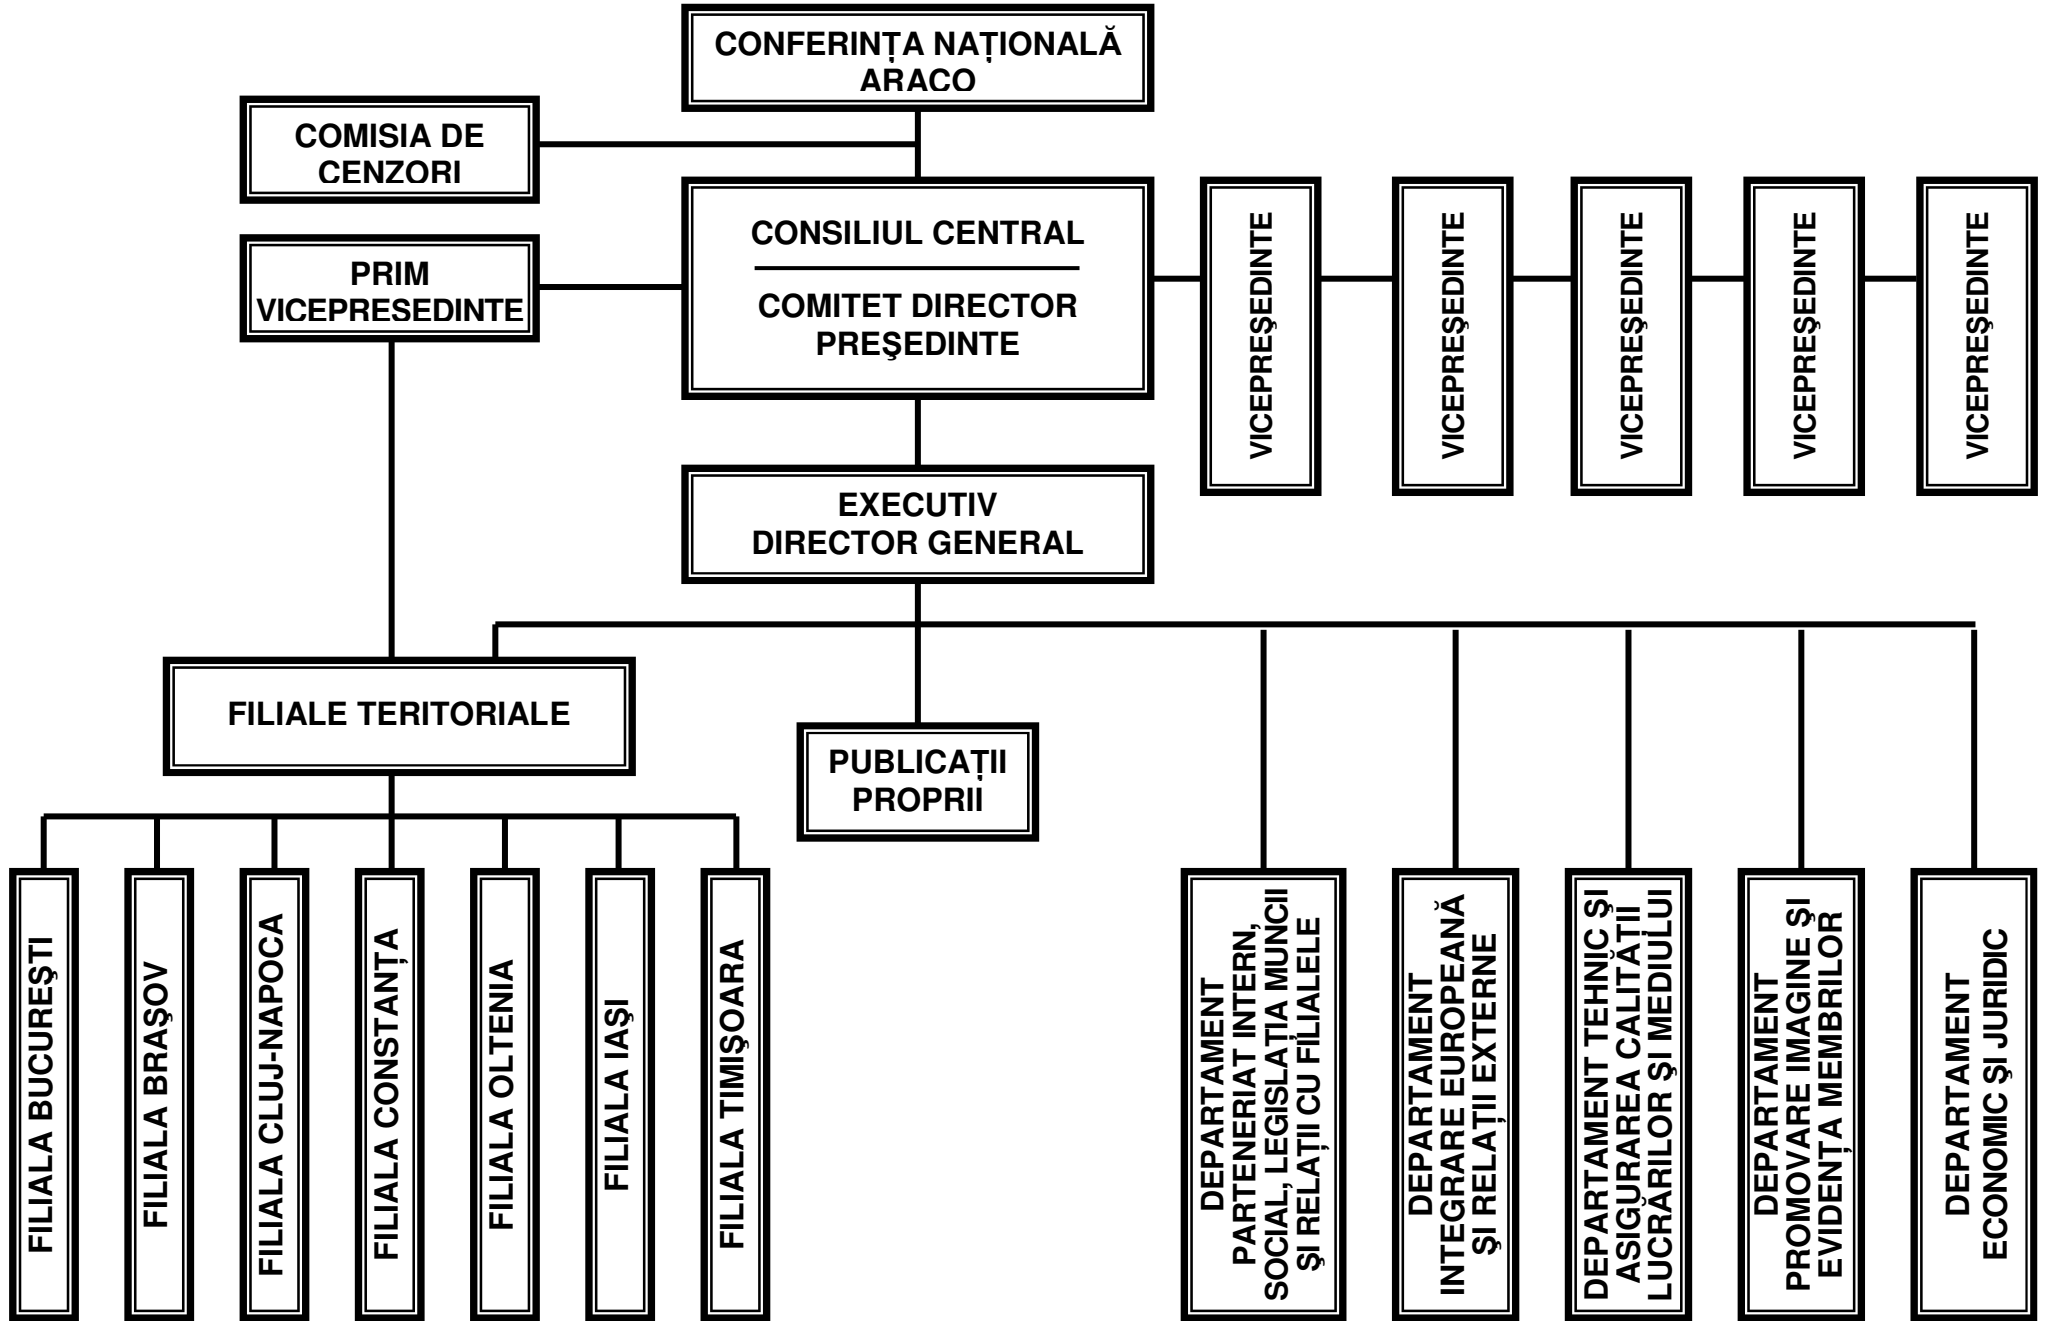 CONFERINȚA NAȚIONALĂ
ARACO
COMISIA DE
CENZORI
PRIM
VICEPRESEDINTE
CONSILIUL CENTRAL
COMITET DIRECTOR
PREŞEDINTE
VICEPREŞEDINTE
VICEPREŞEDINTE
VICEPREŞEDINTE
VICEPREŞEDINTE
VICEPREŞEDINTE
EXECUTIV
DIRECTOR GENERAL
FILIALE TERITORIALE
PUBLICAȚII
PROPRII
FILIALA BUCUREŞTI
FILIALA BRAŞOV
FILIALA CLUJ-NAPOCA
FILIALA CONSTANȚA
FILIALA OLTENIA
FILIALA IAŞI
FILIALA TIMIŞOARA
DEPARTAMENT
PARTENERIAT INTERN,
SOCIAL, LEGISLAȚIA MUNCII
ŞI RELAȚII CU FILIALELE
DEPARTAMENT
INTEGRARE EUROPEANĂ
ŞI RELAȚII EXTERNE
DEPARTAMENT TEHNIC ŞI
ASIGURAREA CALITĂȚII
LUCRĂRILOR ŞI MEDIULUI
DEPARTAMENT
PROMOVARE IMAGINE ŞI
EVIDENȚA MEMBRILOR
DEPARTAMENT
ECONOMIC ŞI JURIDIC